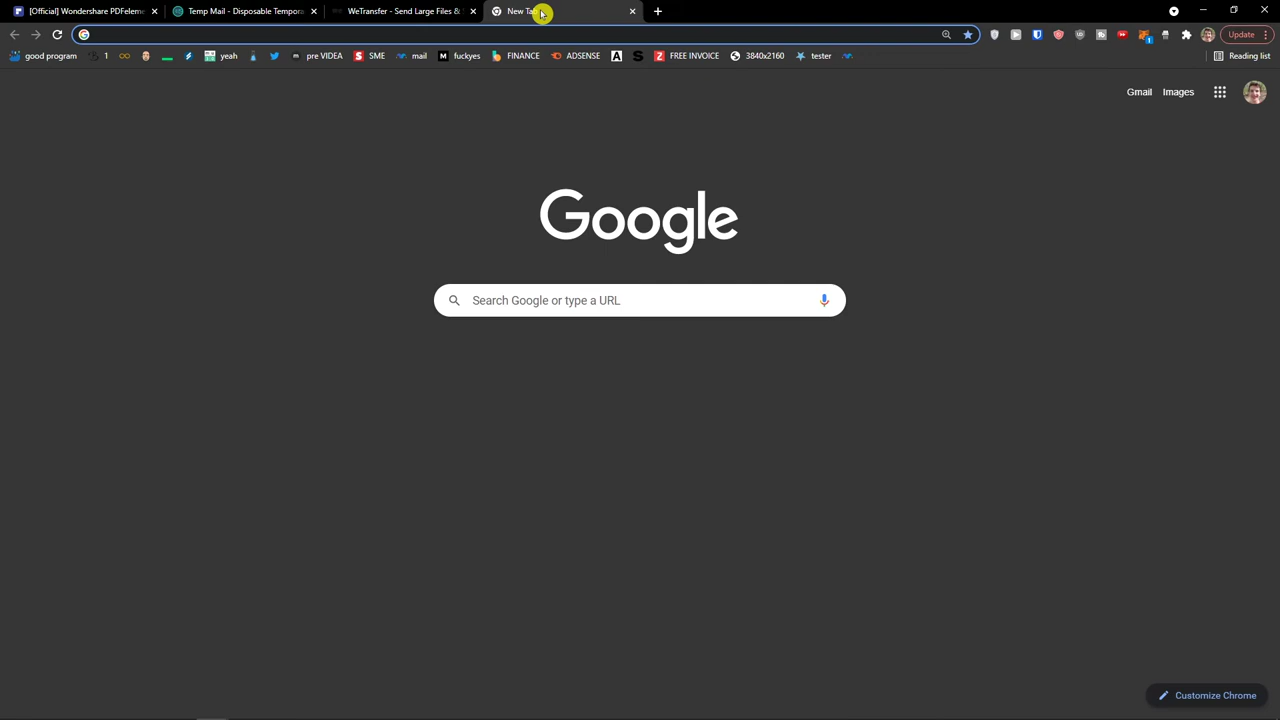 [Official] Wondershare PDFeleme
Temp Mail - Disposable Tempora
WeTransfer - Send Large Files &
New Tab
Update
good program
1
yeah
pre VIDEA
SME
mail
fuckyes
FINANCE
ADSENSE
FREE INVOICE
3840x2160
tester
Reading list
Gmail
Images
Google
Search Google or type a URL
Customize Chrome